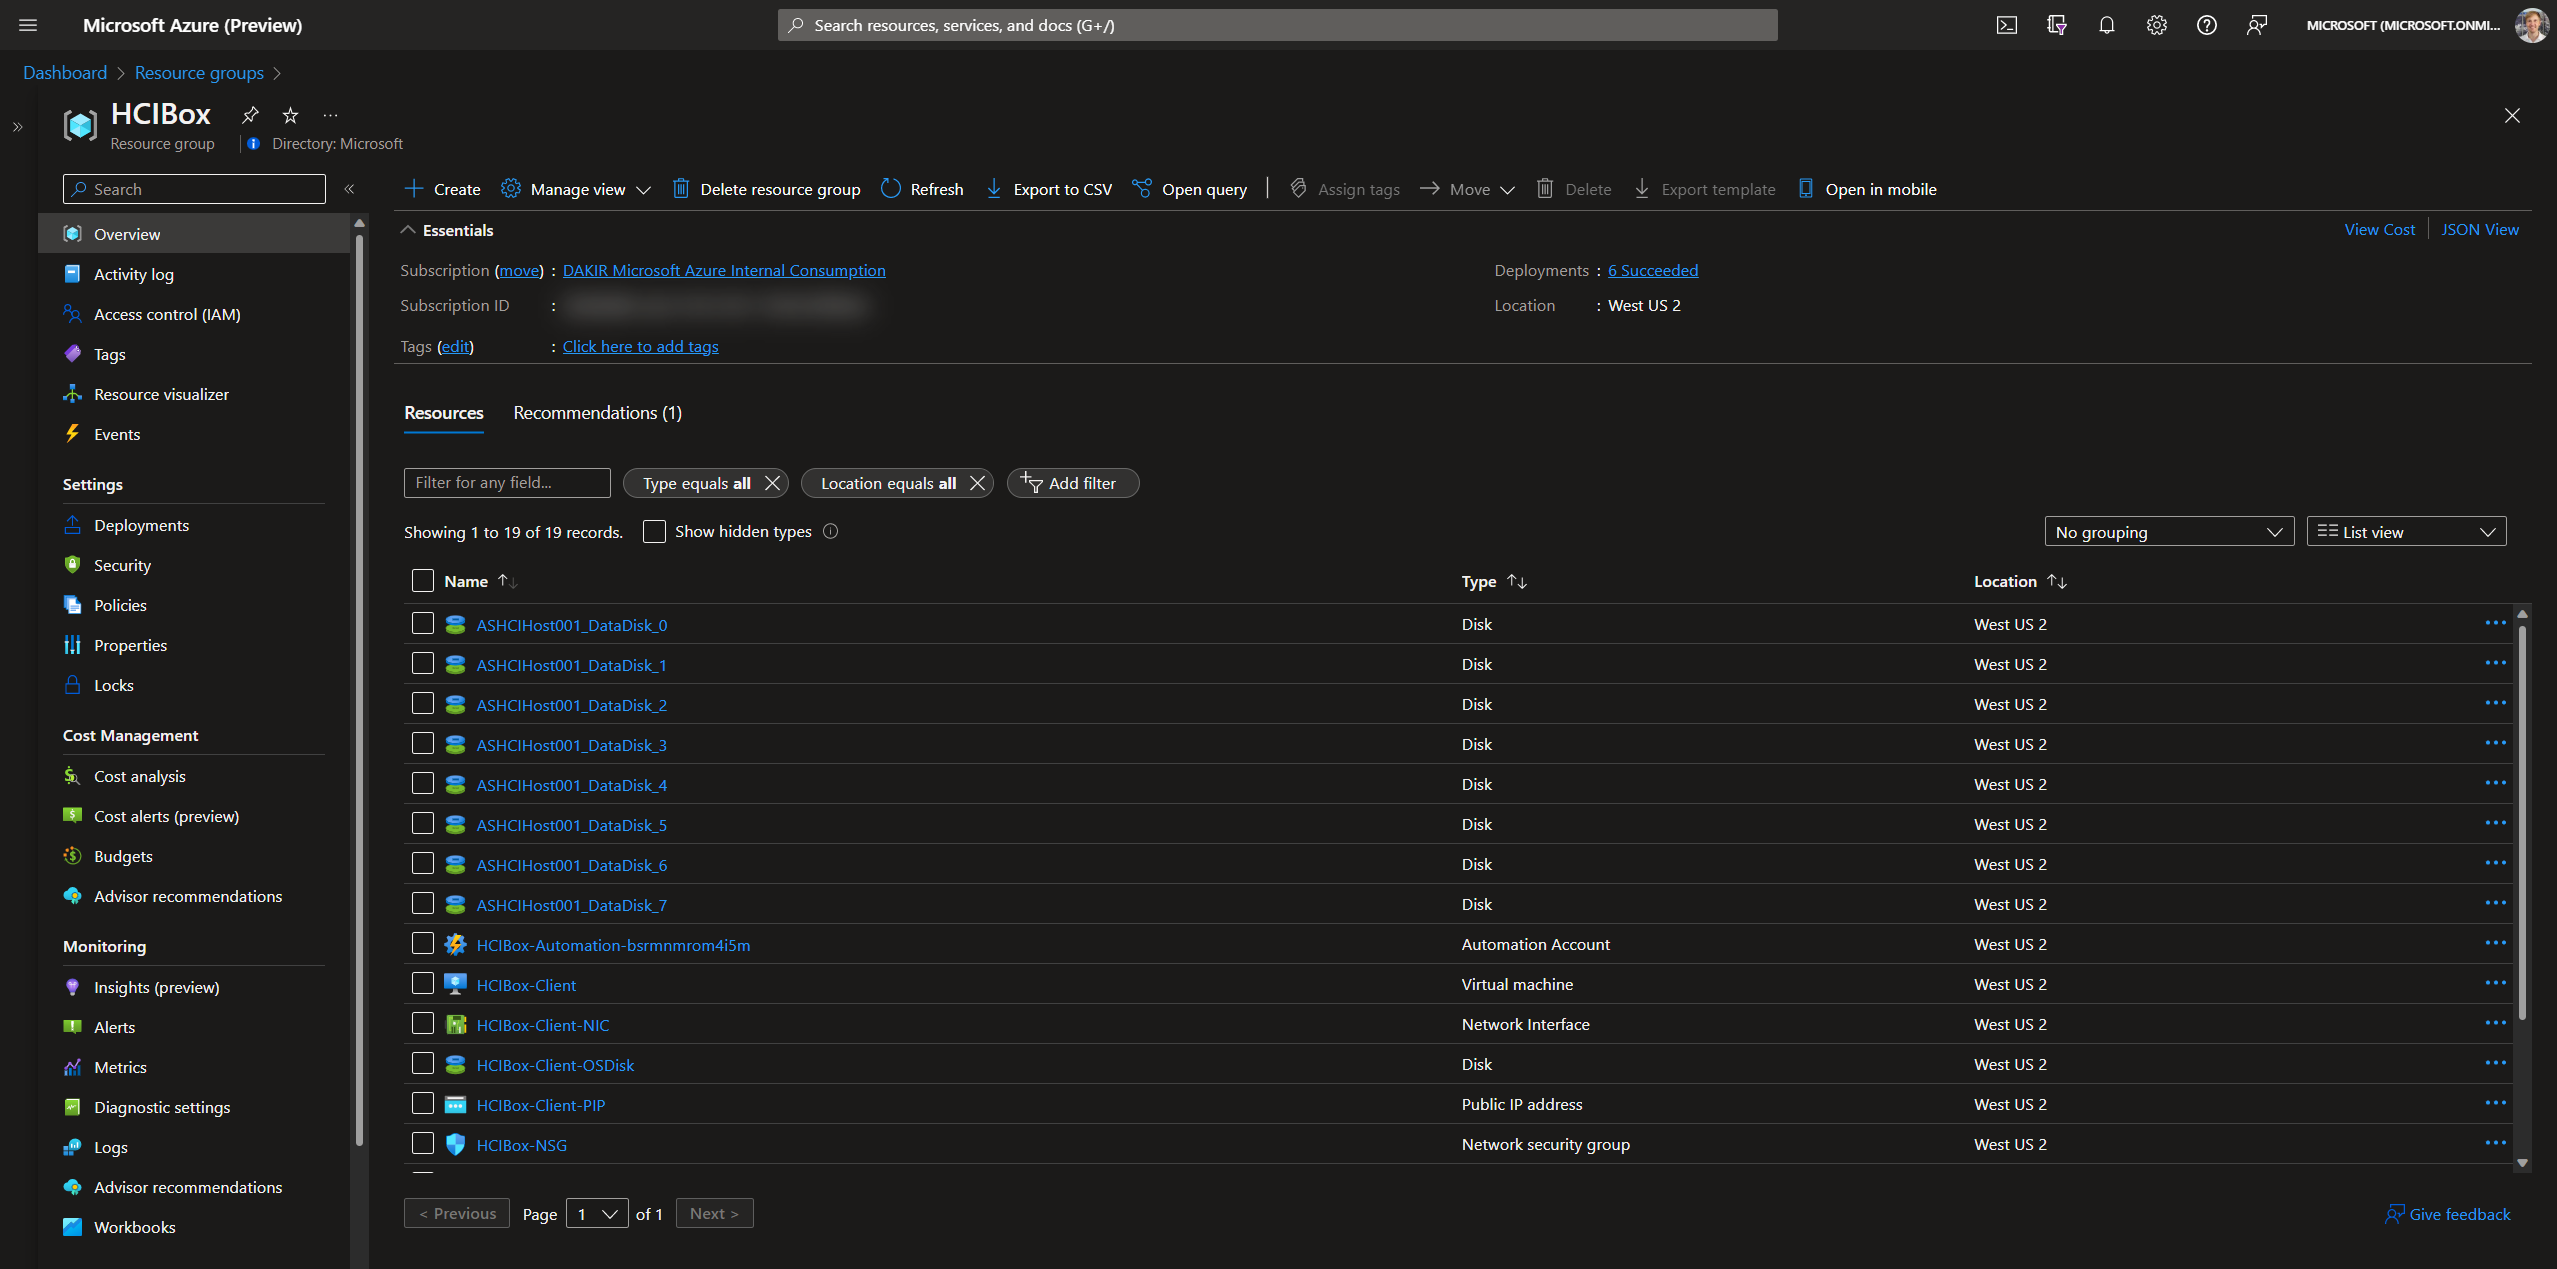 Microsoft Azure (Preview)
Search resources, services, and docs (G+/)
MICROSOFT (MICROSOFT.ONMI...
Dashboard > Resource groups >
HCIBox
Resource group
Directory: Microsoft
Search
Overview
Activity log
Access control (IAM)
Tags
Resource visualizer
Events
Settings
Deployments
Security
Policies
Properties
Locks
Cost Management
Cost analysis
Cost alerts (preview)
Budgets
Advisor recommendations
Monitoring
Insights (preview)
Alerts
Metrics
Diagnostic settings
Logs
Advisor recommendations
Workbooks
Create Manage view Delete resource group Refresh Export to CSV Open query Assign tags Move Delete Export template Open in mobile
Essentials
View Cost JSON View
Subscription (move) : DAKIR Microsoft Azure Internal Consumption
Deployments : 6 Succeeded
Subscription ID :
Location : West US 2
Tags (edit) : Click here to add tags
Resources Recommendations (1)
Filter for any field... Type equals all Location equals all Add filter
Showing 1 to 19 of 19 records. Show hidden types
No grouping List view
Name Type Location
ASHCIHost001_DataDisk_0 Disk West US 2
ASHCIHost001_DataDisk_1 Disk West US 2
ASHCIHost001_DataDisk_2 Disk West US 2
ASHCIHost001_DataDisk_3 Disk West US 2
ASHCIHost001_DataDisk_4 Disk West US 2
ASHCIHost001_DataDisk_5 Disk West US 2
ASHCIHost001_DataDisk_6 Disk West US 2
ASHCIHost001_DataDisk_7 Disk West US 2
HCIBox-Automation-bsrmnmrom4i5m Automation Account West US 2
HCIBox-Client Virtual machine West US 2
HCIBox-Client-NIC Network Interface West US 2
HCIBox-Client-OSDisk Disk West US 2
HCIBox-Client-PIP Public IP address West US 2
HCIBox-NSG Network security group West US 2
< Previous Page 1 of 1 Next >
Give feedback